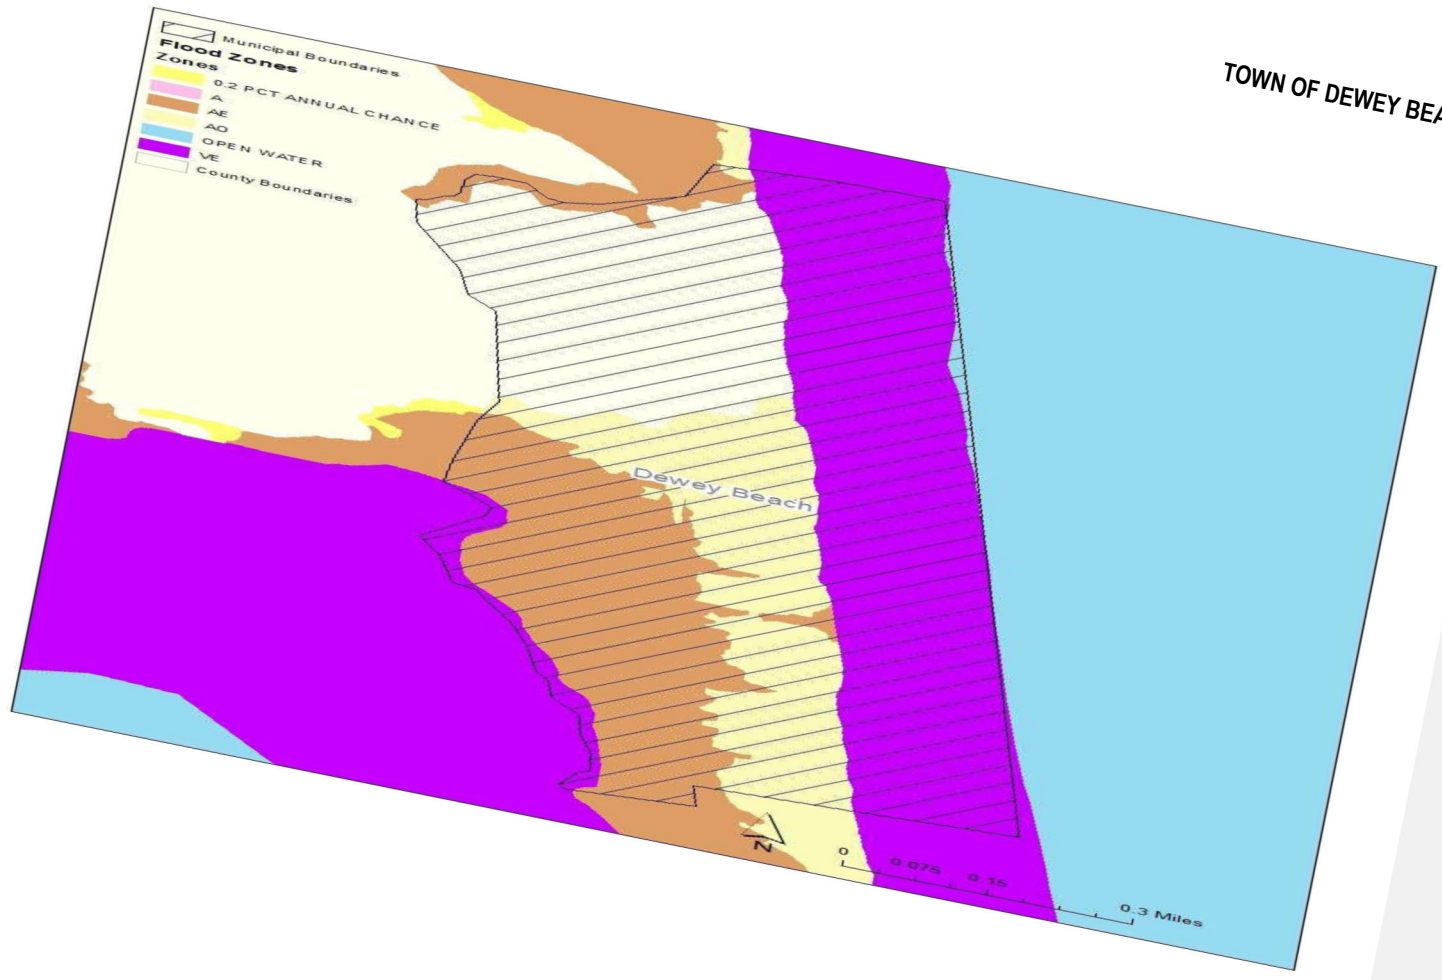 TOWN OF DEWEY BEA
Municipal Boundaries
Flood Zones
Zones
0.2 PCT ANNUAL CHANCE
A
AE
AO
OPEN WATER
VE
County Boundaries
Dewey Beach
N
0 0.075 0.15 0.3 Miles